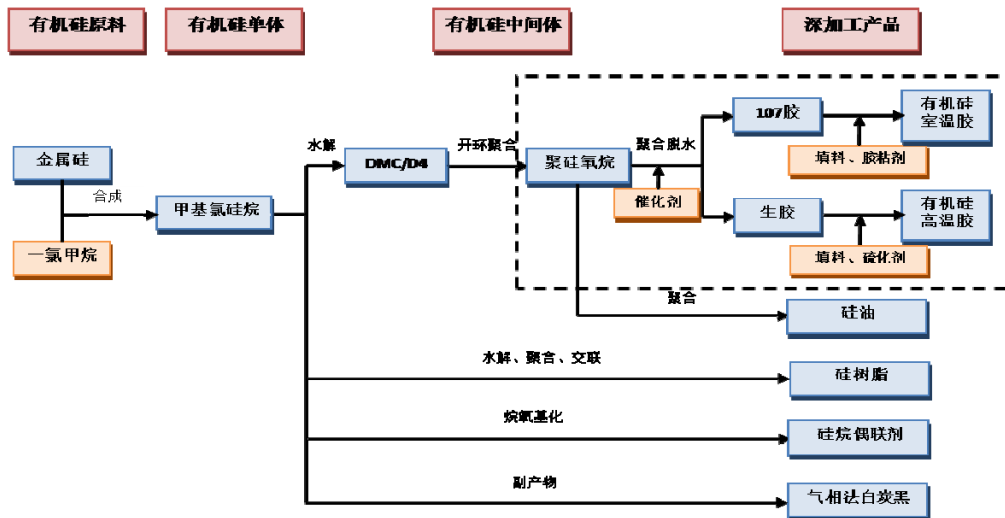 有机硅原料
有机硅单体
有机硅中间体
深加工产品
金属硅
合成
一氯甲烷
甲基氯硅烷
水解
DMC/D4
开环聚合
聚硅氧烷
聚合脱水
催化剂
107胶
填料、胶粘剂
有机硅
室温胶
生胶
填料、硫化剂
有机硅
高温胶
聚合
硅油
水解、聚合、交联
硅树脂
烷氧基化
硅烷偶联剂
副产物
气相法白炭黑